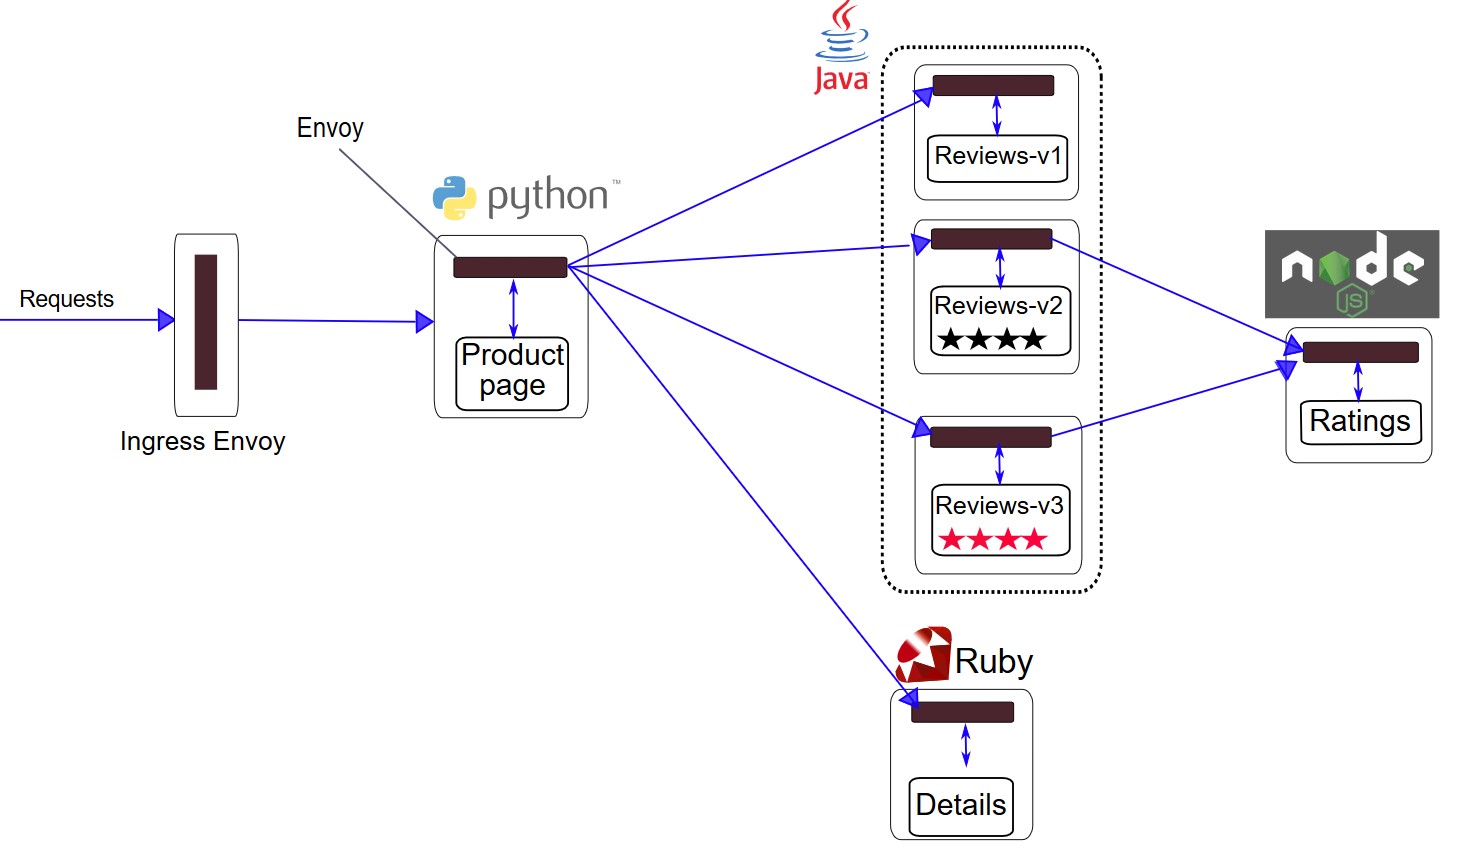 Java
Envoy
python™
Requests
Ingress Envoy
Product
page
Reviews-v1
Reviews-v2
Reviews-v3
node
JS
Ratings
Ruby
Details